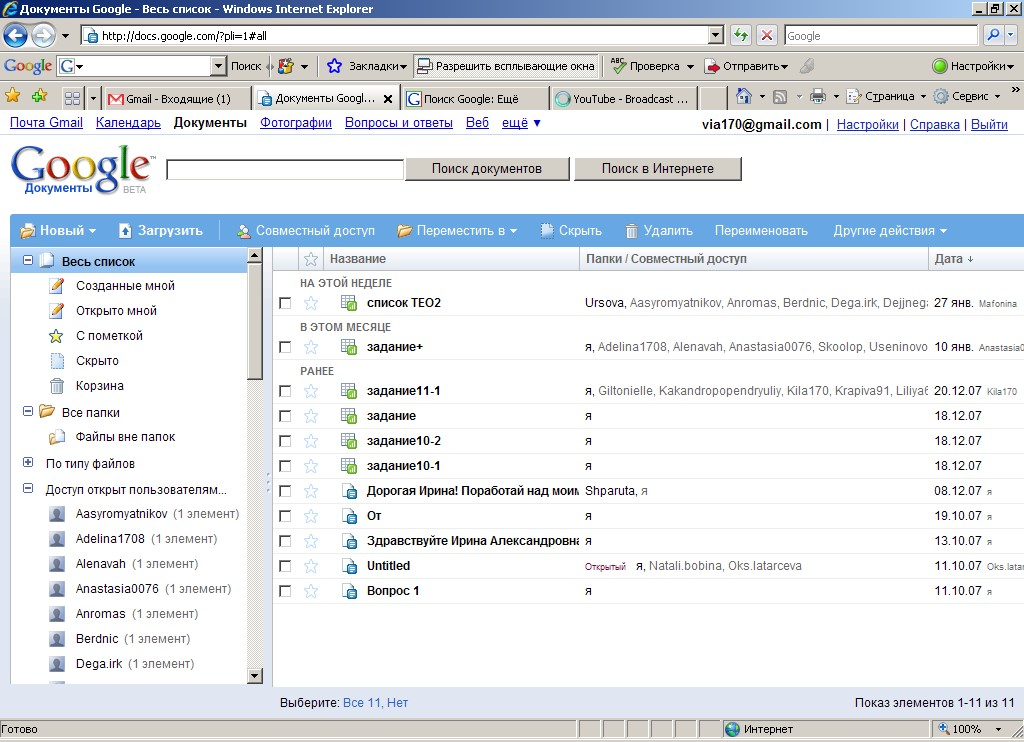 Документы Google - Весь список - Windows Internet Explorer
http://docs.google.com/?pli=1#all
Google
Google G Поиск Закладки Разрешить всплывающие окна ABC Проверка Отправить Настройки
Gmail - Входящие (1) Документы Googl... Поиск Google: Ещё YouTube - Broadcast ... Страница Сервис »
Почта Gmail Календарь Документы Фотографии Вопросы и ответы Веб ещё ▼ via170@gmail.com | Настройки | Справка | Выйти
Google™
Документы BETA
Поиск документов Поиск в Интернете
Новый Загрузить Совместный доступ Переместить в Скрыть Удалить Переименовать Другие действия
Весь список
Созданные мной
Открыто мной
С пометкой
Скрыто
Корзина
Все папки
Файлы вне папок
По типу файлов
Доступ открыт пользователям...
Aasyromyatnikov (1 элемент)
Adelina1708 (1 элемент)
Alenavah (1 элемент)
Anastasia0076 (1 элемент)
Anromas (1 элемент)
Berdnic (1 элемент)
Dega.irk (1 элемент)
Название Папки / Совместный доступ Дата ↓
НА ЭТОЙ НЕДЕЛЕ
список ТЕО2 Ursova, Aasyromyatnikov, Anromas, Berdnic, Dega.irk, Dejjneg 27 янв. Mafonina
В ЭТОМ МЕСЯЦЕ
задание+ я, Adelina1708, Alenavah, Anastasia0076, Skoolop, Useninovo 10 янв. Anastasia0
РАНЕЕ
задание11-1 я, Giltonielle, Kakandropopendryuliy, Kila170, Krapiva91, Liliya6 20.12.07 Kila170
задание я 18.12.07
задание10-2 я 18.12.07
задание10-1 я 18.12.07
Дорогая Ирина! Поработай над моим Shparuta, я 08.12.07 я
От я 19.10.07 я
Здравствуйте Ирина Александровна я 13.10.07 я
Untitled Открытый я, Natali.bobina, Oks.latarceva 11.10.07 Oks.latar
Вопрос 1 я 11.10.07 я
Выберите: Все 11, Нет Показ элементов 1-11 из 11
Готово Интернет 100%